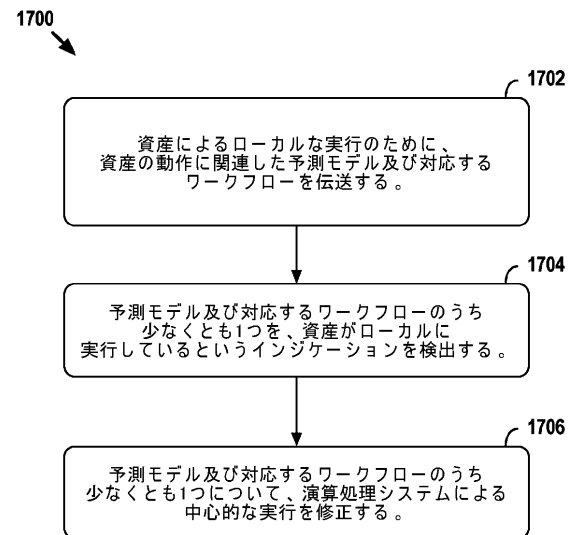 1700
1702
資産によるローカルな実行のために、
資産の動作に関連した予測モデル及び対応する
ワークフローを伝送する。
1704
予測モデル及び対応するワークフローのうち
少なくとも1つを、資産がローカルに
実行しているというインジケーションを検出する。
1706
予測モデル及び対応するワークフローのうち
少なくとも1つについて、演算処理システムによる
中心的な実行を修正する。